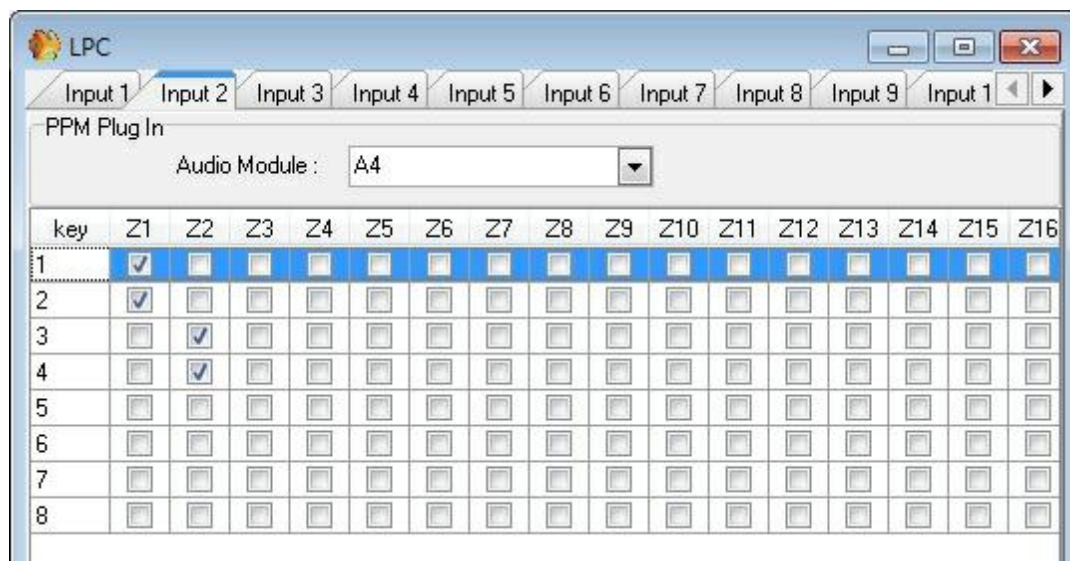 LPC
Input 1 Input 2 Input 3 Input 4 Input 5 Input 6 Input 7 Input 8 Input 9 Input 1
PPM Plug In
Audio Module : A4
key Z1 Z2 Z3 Z4 Z5 Z6 Z7 Z8 Z9 Z10 Z11 Z12 Z13 Z14 Z15 Z16
1
2
3
4
5
6
7
8